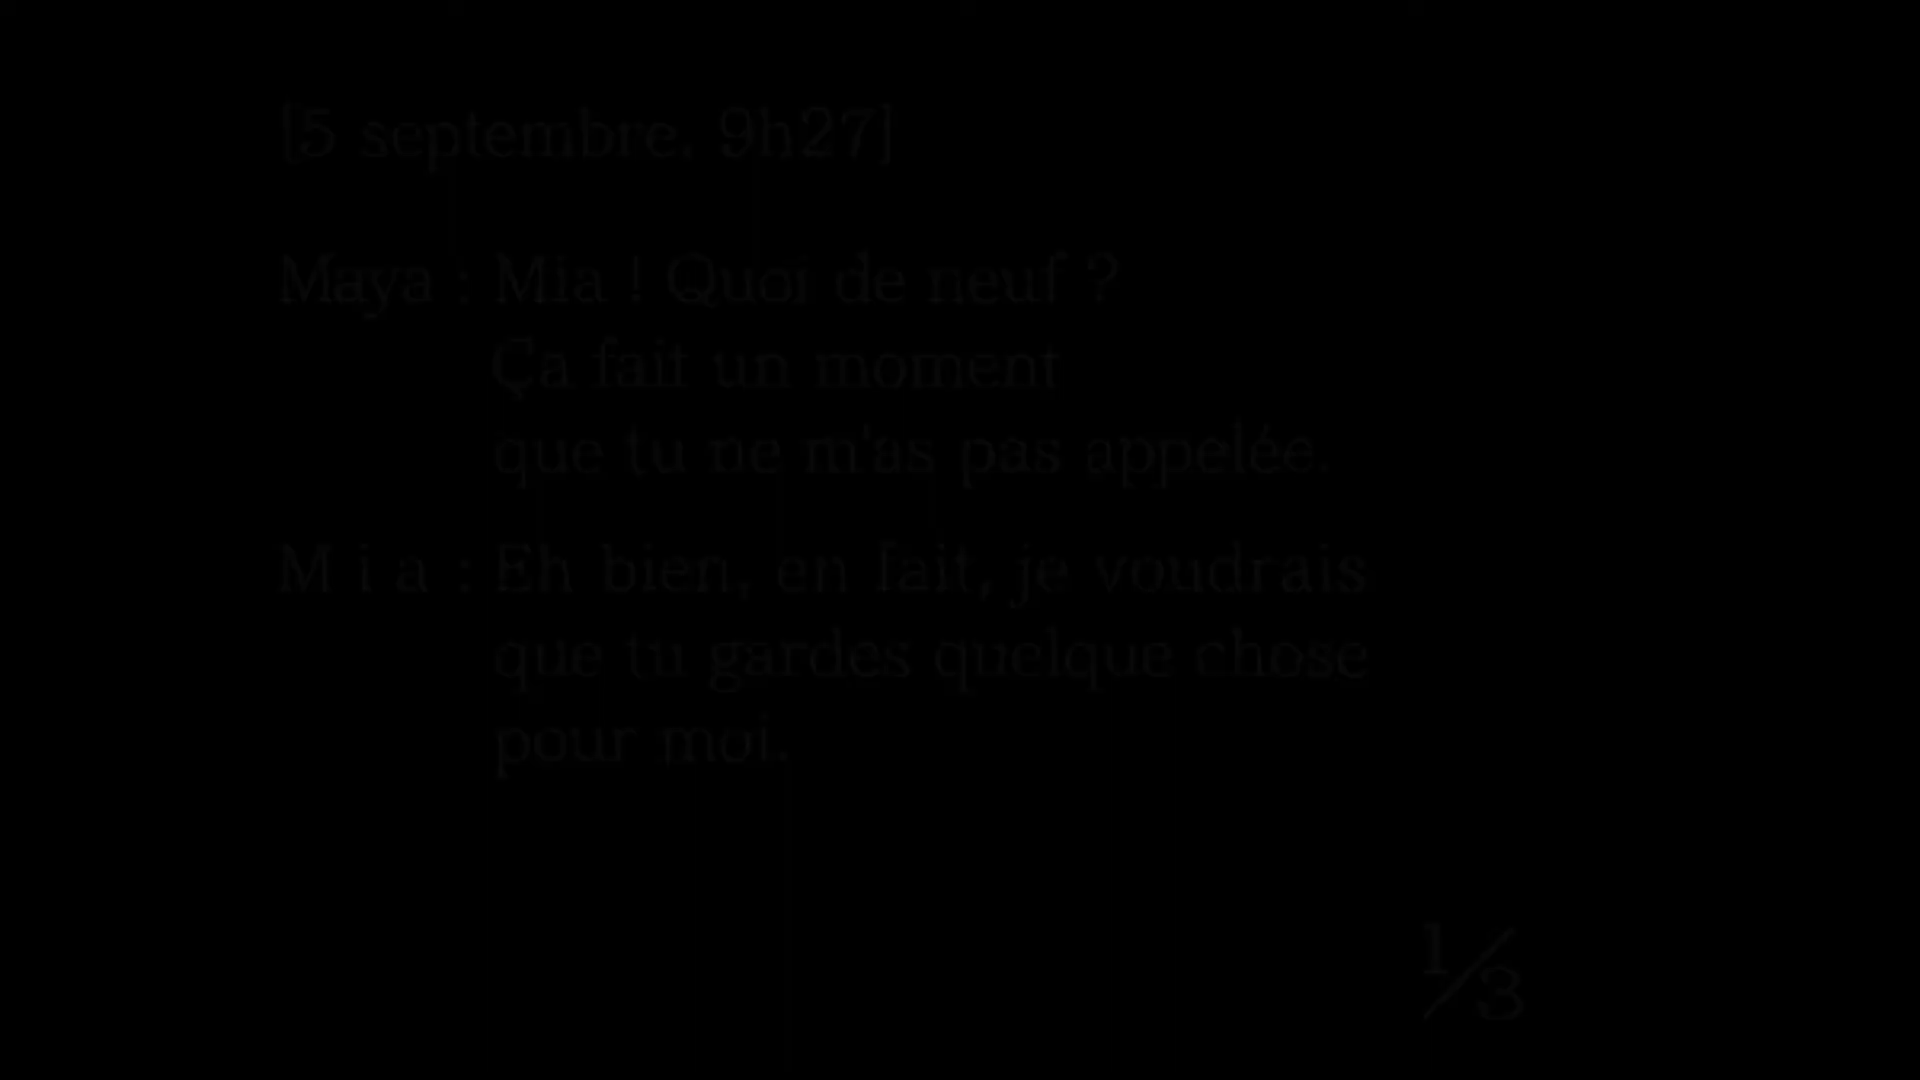 [5 septembre, 9h27]
Maya : Mia ! Quoi de neuf ?
Ça fait un moment
que tu ne m'as pas appelée.
Mia : Eh bien, en fait, je voudrais
que tu gardes quelque chose
pour moi.
1/3